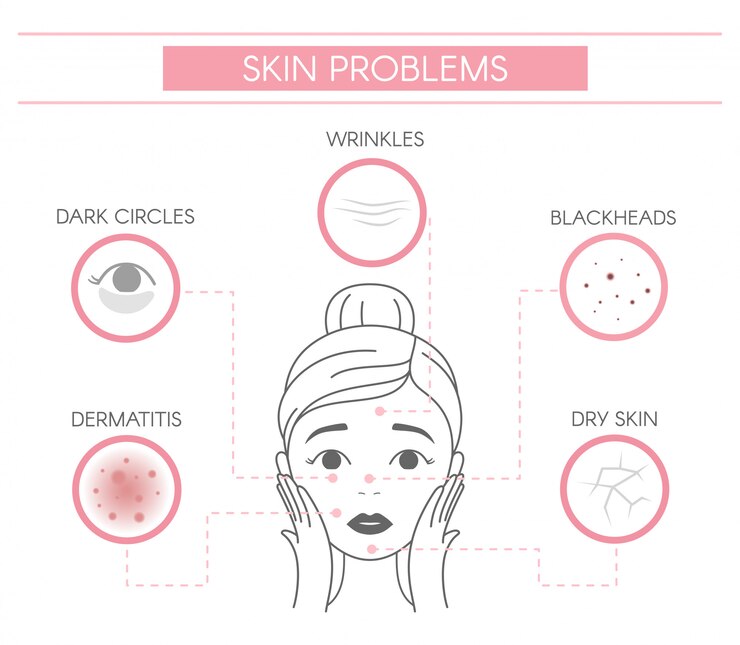 SKIN PROBLEMS
WRINKLES
DARK CIRCLES
BLACKHEADS
DERMATITIS
DRY SKIN